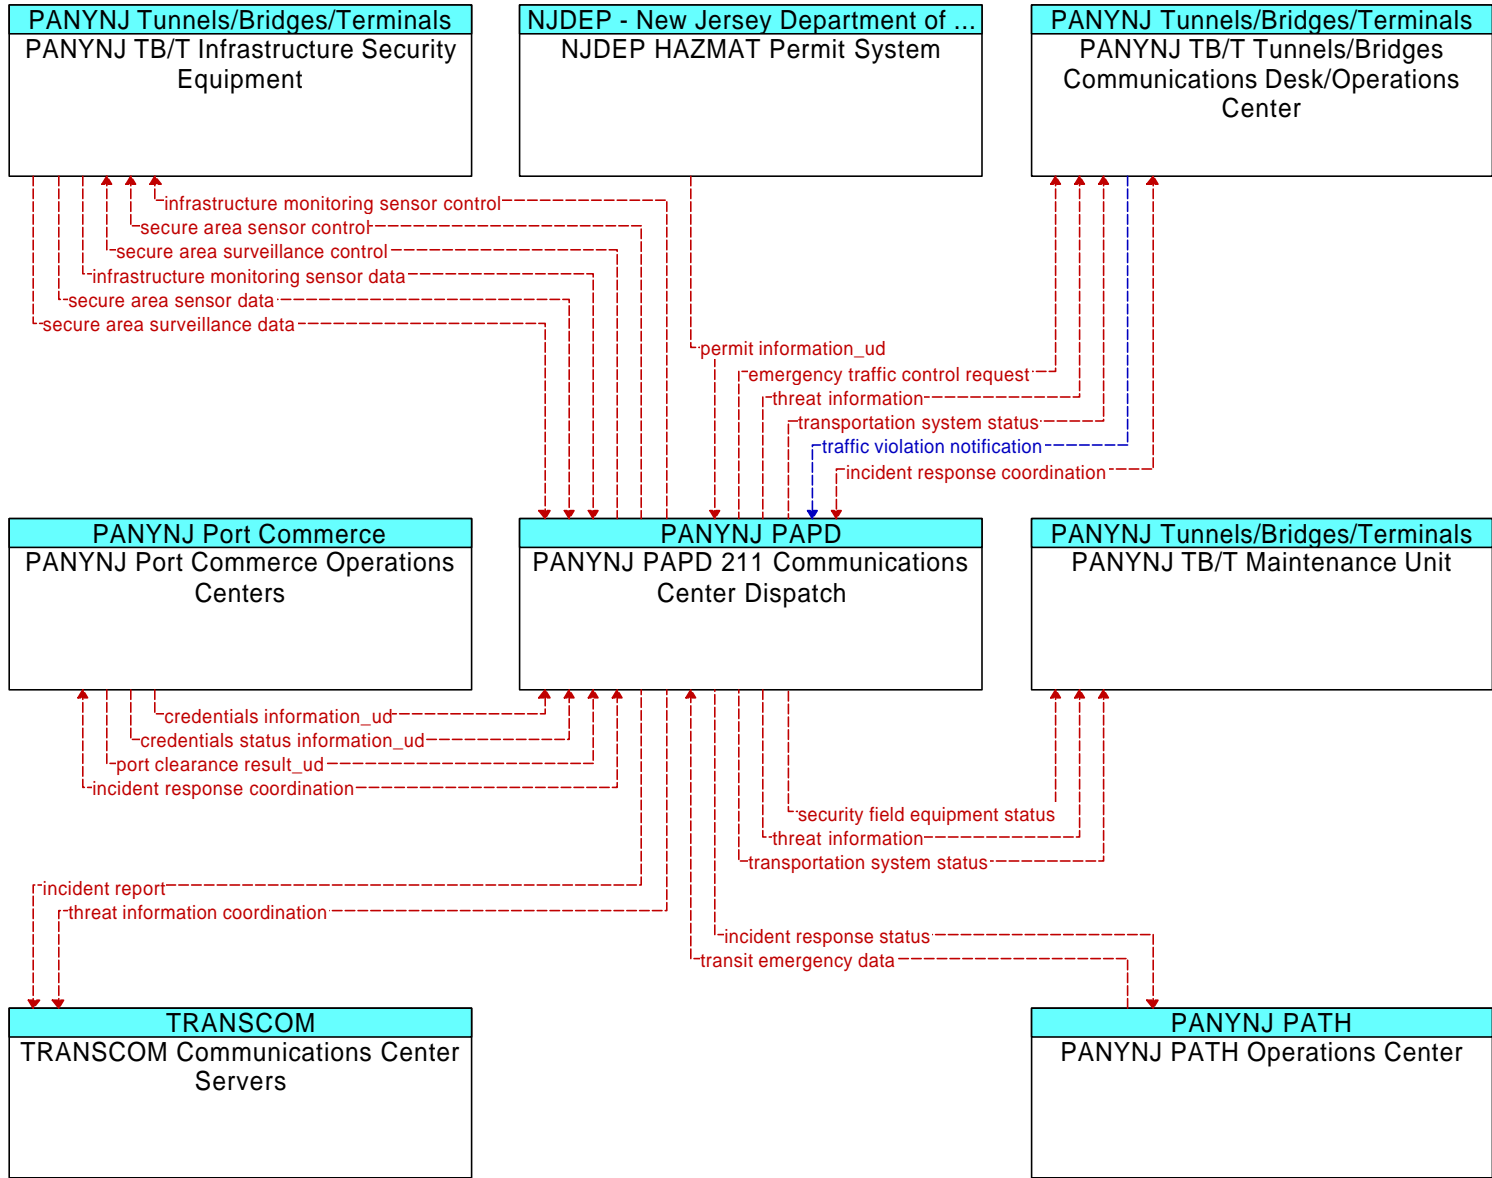 PANYNJ Tunnels/Bridges/Terminals
PANYNJ TB/T Infrastructure Security
Equipment
NJDEP - New Jersey Department of ...
NJDEP HAZMAT Permit System
PANYNJ Tunnels/Bridges/Terminals
PANYNJ TB/T Tunnels/Bridges
Communications Desk/Operations
Center
infrastructure monitoring sensor control
secure area sensor control
secure area surveillance control
infrastructure monitoring sensor data
secure area sensor data
secure area surveillance data
permit information_ud
emergency traffic control request
threat information
transportation system status
traffic violation notification
incident response coordination
PANYNJ Port Commerce
PANYNJ Port Commerce Operations
Centers
PANYNJ PAPD
PANYNJ PAPD 211 Communications
Center Dispatch
PANYNJ Tunnels/Bridges/Terminals
PANYNJ TB/T Maintenance Unit
credentials information_ud
credentials status information_ud
port clearance result_ud
incident response coordination
security field equipment status
threat information
transportation system status
incident report
threat information coordination
incident response status
transit emergency data
TRANSCOM
TRANSCOM Communications Center
Servers
PANYNJ PATH
PANYNJ PATH Operations Center